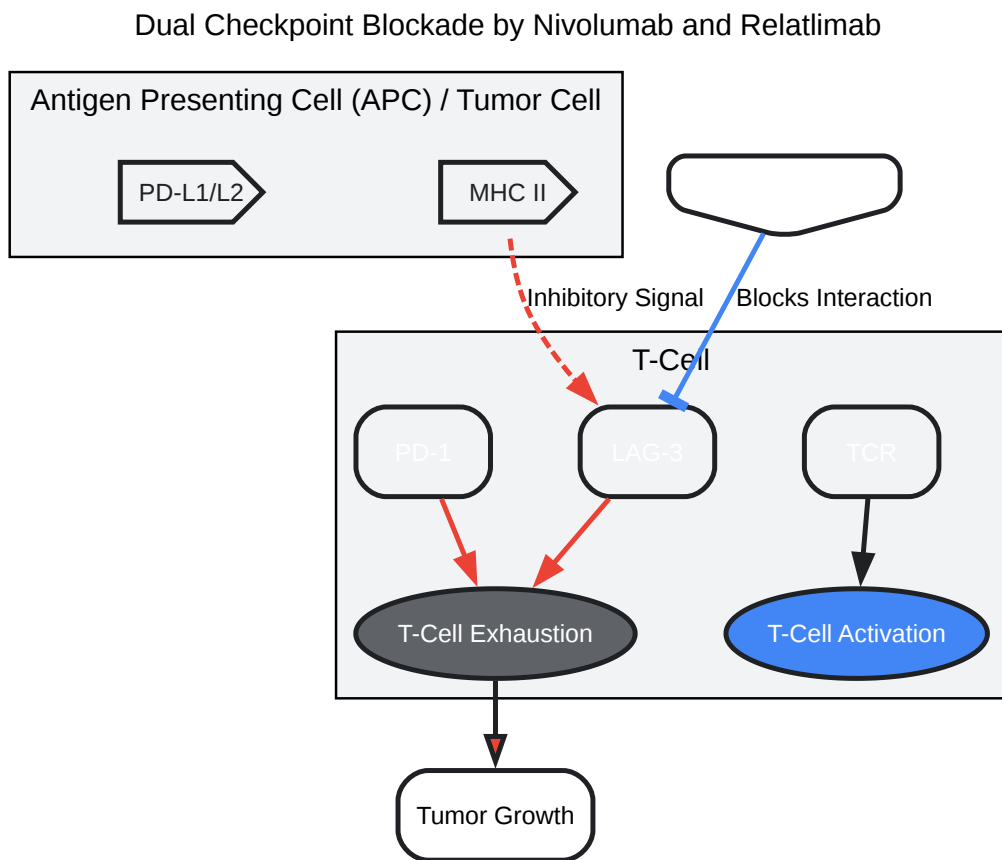 Dual Checkpoint Blockade by Nivolumab and Relatlimab
Antigen Presenting Cell (APC) / Tumor Cell
PD-L1/L2
MHC II
Inhibitory Signal
Blocks Interaction
T-Cell
PD-1
LAG-3
TCR
T-Cell Exhaustion
T-Cell Activation
Tumor Growth